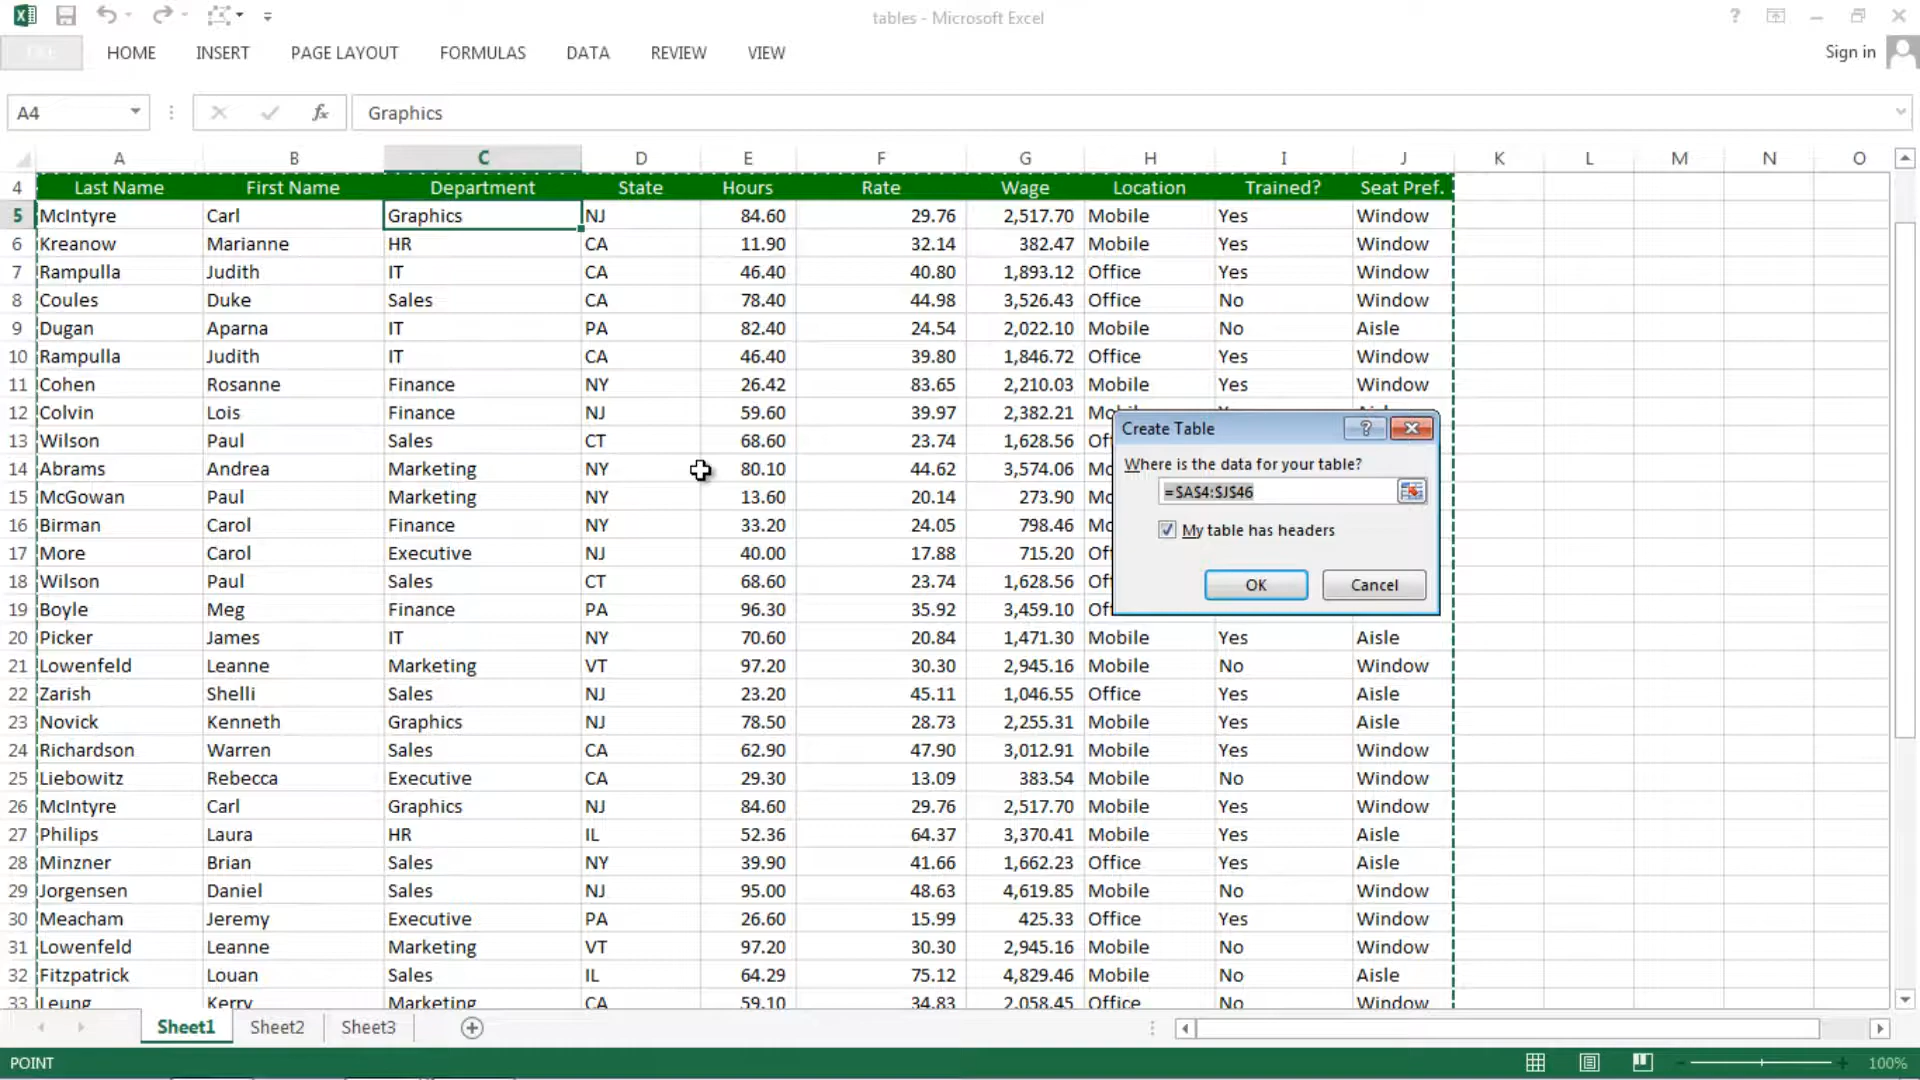 tables - Microsoft Excel ?
FILE HOME INSERT PAGE LAYOUT FORMULAS DATA REVIEW VIEW Sign in
A4 fx Graphics
A B C D E F G H I J K L M N O
4 Last Name First Name Department State Hours Rate Wage Location Trained? Seat Pref.
5 McIntyre Carl Graphics NJ 84.60 29.76 2,517.70 Mobile Yes Window
6 Kreanow Marianne HR CA 11.90 32.14 382.47 Mobile Yes Window
7 Rampulla Judith IT CA 46.40 40.80 1,893.12 Office Yes Window
8 Coules Duke Sales CA 78.40 44.98 3,526.43 Office No Window
9 Dugan Aparna IT PA 82.40 24.54 2,022.10 Mobile No Aisle
10 Rampulla Judith IT CA 46.40 39.80 1,846.72 Office Yes Window
11 Cohen Rosanne Finance NY 26.42 83.65 2,210.03 Mobile Yes Window
12 Colvin Lois Finance NJ 59.60 39.97 2,382.21
13 Wilson Paul Sales CT 68.60 23.74 1,628.56
14 Abrams Andrea Marketing NY 80.10 44.62 3,574.06
15 McGowan Paul Marketing NY 13.60 20.14 273.90
16 Birman Carol Finance NY 33.20 24.05 798.46
17 More Carol Executive NJ 40.00 17.88 715.20
18 Wilson Paul Sales CT 68.60 23.74 1,628.56
19 Boyle Meg Finance PA 96.30 35.92 3,459.10
20 Picker James IT NY 70.60 20.84 1,471.30 Mobile Yes Aisle
21 Lowenfeld Leanne Marketing VT 97.20 30.30 2,945.16 Mobile No Window
22 Zarish Shelli Sales NJ 23.20 45.11 1,046.55 Office Yes Aisle
23 Novick Kenneth Graphics NJ 78.50 28.73 2,255.31 Mobile Yes Aisle
24 Richardson Warren Sales CA 62.90 47.90 3,012.91 Mobile Yes Window
25 Liebowitz Rebecca Executive CA 29.30 13.09 383.54 Mobile No Window
26 McIntyre Carl Graphics NJ 84.60 29.76 2,517.70 Mobile Yes Window
27 Philips Laura HR IL 52.36 64.37 3,370.41 Mobile Yes Aisle
28 Minzner Brian Sales NY 39.90 41.66 1,662.23 Office Yes Aisle
29 Jorgensen Daniel Sales NJ 95.00 48.63 4,619.85 Mobile No Window
30 Meacham Jeremy Executive PA 26.60 15.99 425.33 Office Yes Window
31 Lowenfeld Leanne Marketing VT 97.20 30.30 2,945.16 Mobile No Window
32 Fitzpatrick Louan Sales IL 64.29 75.12 4,829.46 Mobile No Aisle
33 Leung Kerry Marketing CA 59.10 34.83 2,058.45 Office No Window
Create Table ?
Where is the data for your table?
=$A$4:$J$46
My table has headers
OK Cancel
Sheet1 Sheet2 Sheet3
POINT 100%